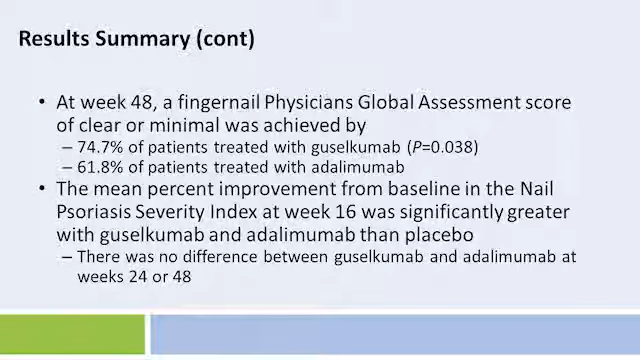 Results Summary (cont)
• At week 48, a fingernail Physicians Global Assessment score
of clear or minimal was achieved by
– 74.7% of patients treated with guselkumab (P=0.038)
– 61.8% of patients treated with adalimumab
• The mean percent improvement from baseline in the Nail
Psoriasis Severity Index at week 16 was significantly greater
with guselkumab and adalimumab than placebo
– There was no difference between guselkumab and adalimumab at
weeks 24 or 48